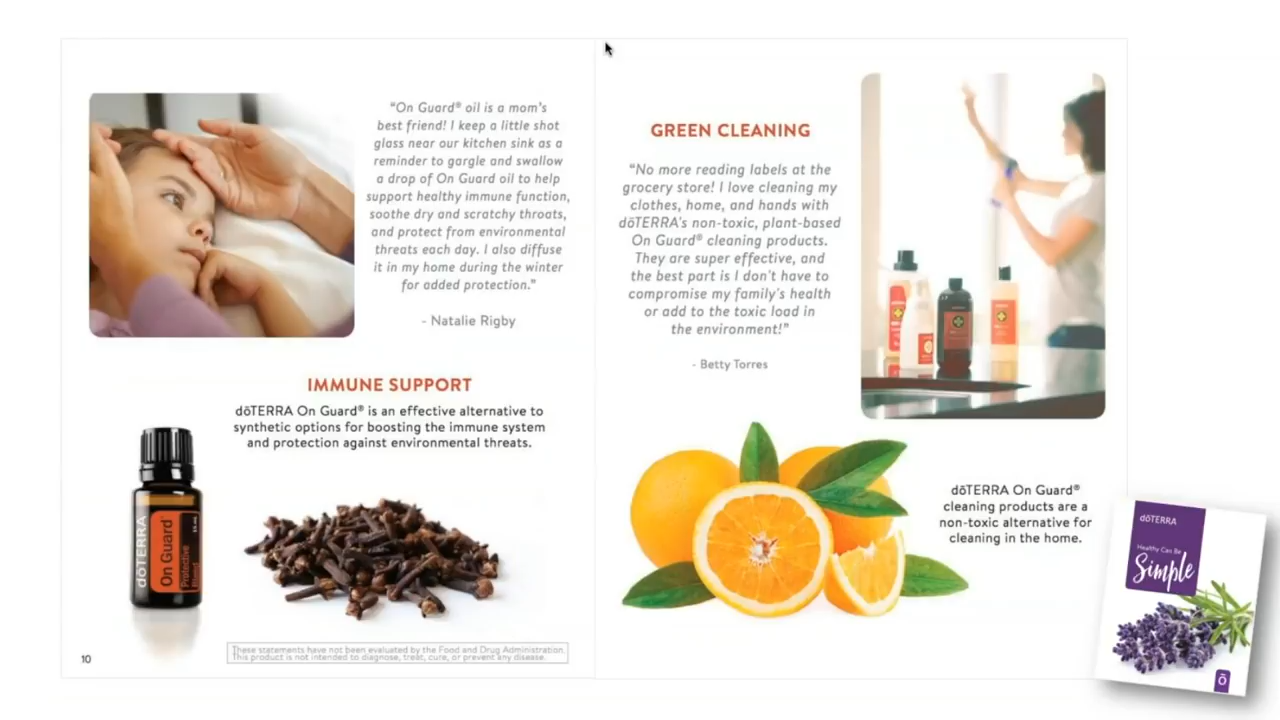 “On Guard® oil is a mom’s
best friend! I keep a little shot
glass near our kitchen sink as a
reminder to gargle and swallow
a drop of On Guard oil to help
support healthy immune function,
soothe dry and scratchy throats,
and protect from environmental
threats each day. I also diffuse
it in my home during the winter
for added protection.”
- Natalie Rigby
IMMUNE SUPPORT
dōTERRA On Guard® is an effective alternative to
synthetic options for boosting the immune system
and protection against environmental threats.
dōTERRA
On Guard®
Protective
Blend
These statements have not been evaluated by the Food and Drug Administration.
This product is not intended to diagnose, treat, cure, or prevent any disease.
10
GREEN CLEANING
“No more reading labels at the
grocery store! I love cleaning my
clothes, home, and hands with
dōTERRA’s non-toxic, plant-based
On Guard® cleaning products.
They are super effective, and
the best part is I don’t have to
compromise my family’s health
or add to the toxic load in
the environment!”
- Betty Torres
dōTERRA On Guard®
cleaning products are a
non-toxic alternative for
cleaning in the home.
dōTERRA
Healthy Can Be
Simple